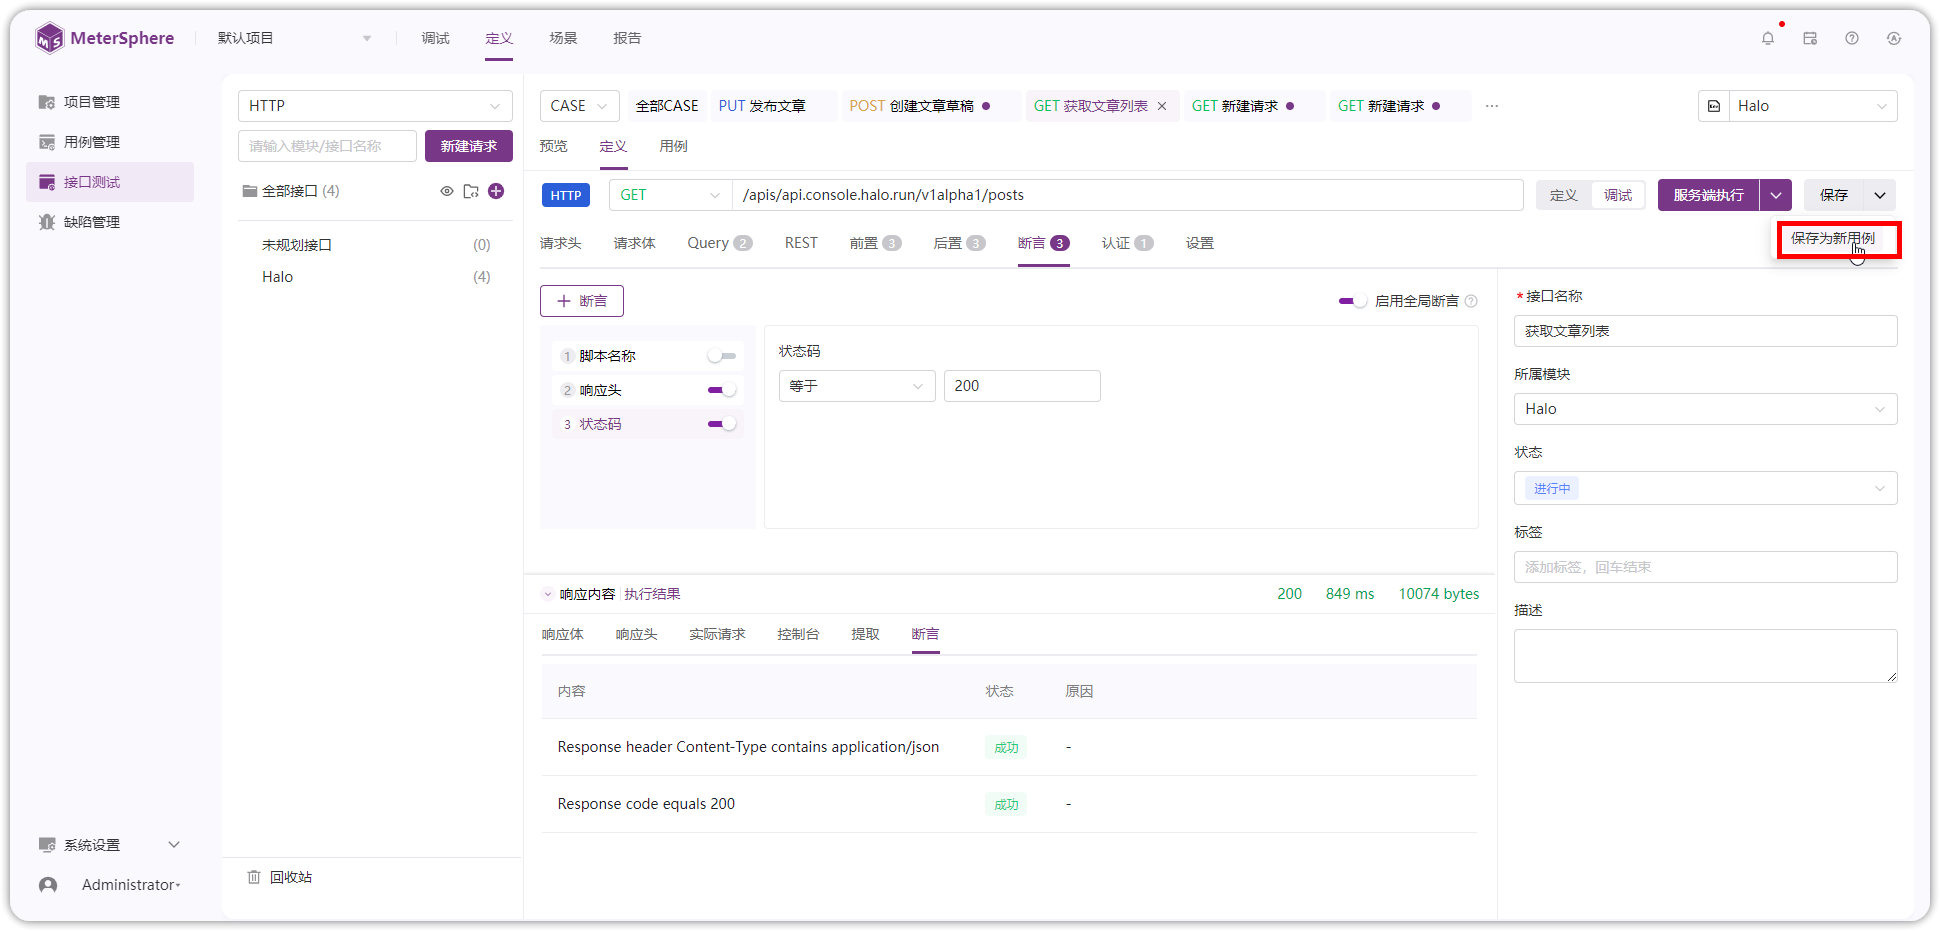 MeterSphere
默认项目
调试
定义
场景
报告
项目管理
用例管理
接口测试
缺陷管理
系统设置
Administrator
HTTP
请输入模块/接口名称
新建请求
全部接口 (4)
未规划接口 (0)
Halo (4)
回收站
CASE
全部CASE
PUT 发布文章
POST 创建文章草稿
GET 获取文章列表
GET 新建请求
GET 新建请求
···
Halo
预览
定义
用例
HTTP
GET
/apis/api.console.halo.run/v1alpha1/posts
定义
调试
服务端执行
保存
保存为新用例
请求头
请求体
Query 2
REST
前置 3
后置 3
断言 3
认证 1
设置
断言
启用全局断言
1 脚本名称
2 响应头
3 状态码
状态码
等于
200
* 接口名称
获取文章列表
所属模块
Halo
状态
进行中
标签
添加标签，回车结束
描述
响应内容 执行结果
200
849 ms
10074 bytes
响应体
响应头
实际请求
控制台
提取
断言
内容 状态 原因
Response header Content-Type contains application/json 成功 -
Response code equals 200 成功 -